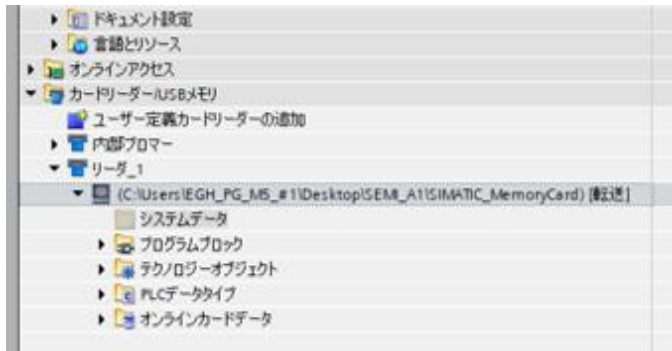 ドキュメント設定
言語とリソース
オンラインアクセス
カードリーダー/USBメモリ
ユーザー定義カードリーダーの追加
内部プロマー
リーダ_1
(C:\Users\EGH_PG_M5_#1\Desktop\SEMI_A1\SIMATIC_MemoryCard) [転送]
システムデータ
プログラムブロック
テクノロジーオブジェクト
PLCデータタイプ
オンラインカードデータ